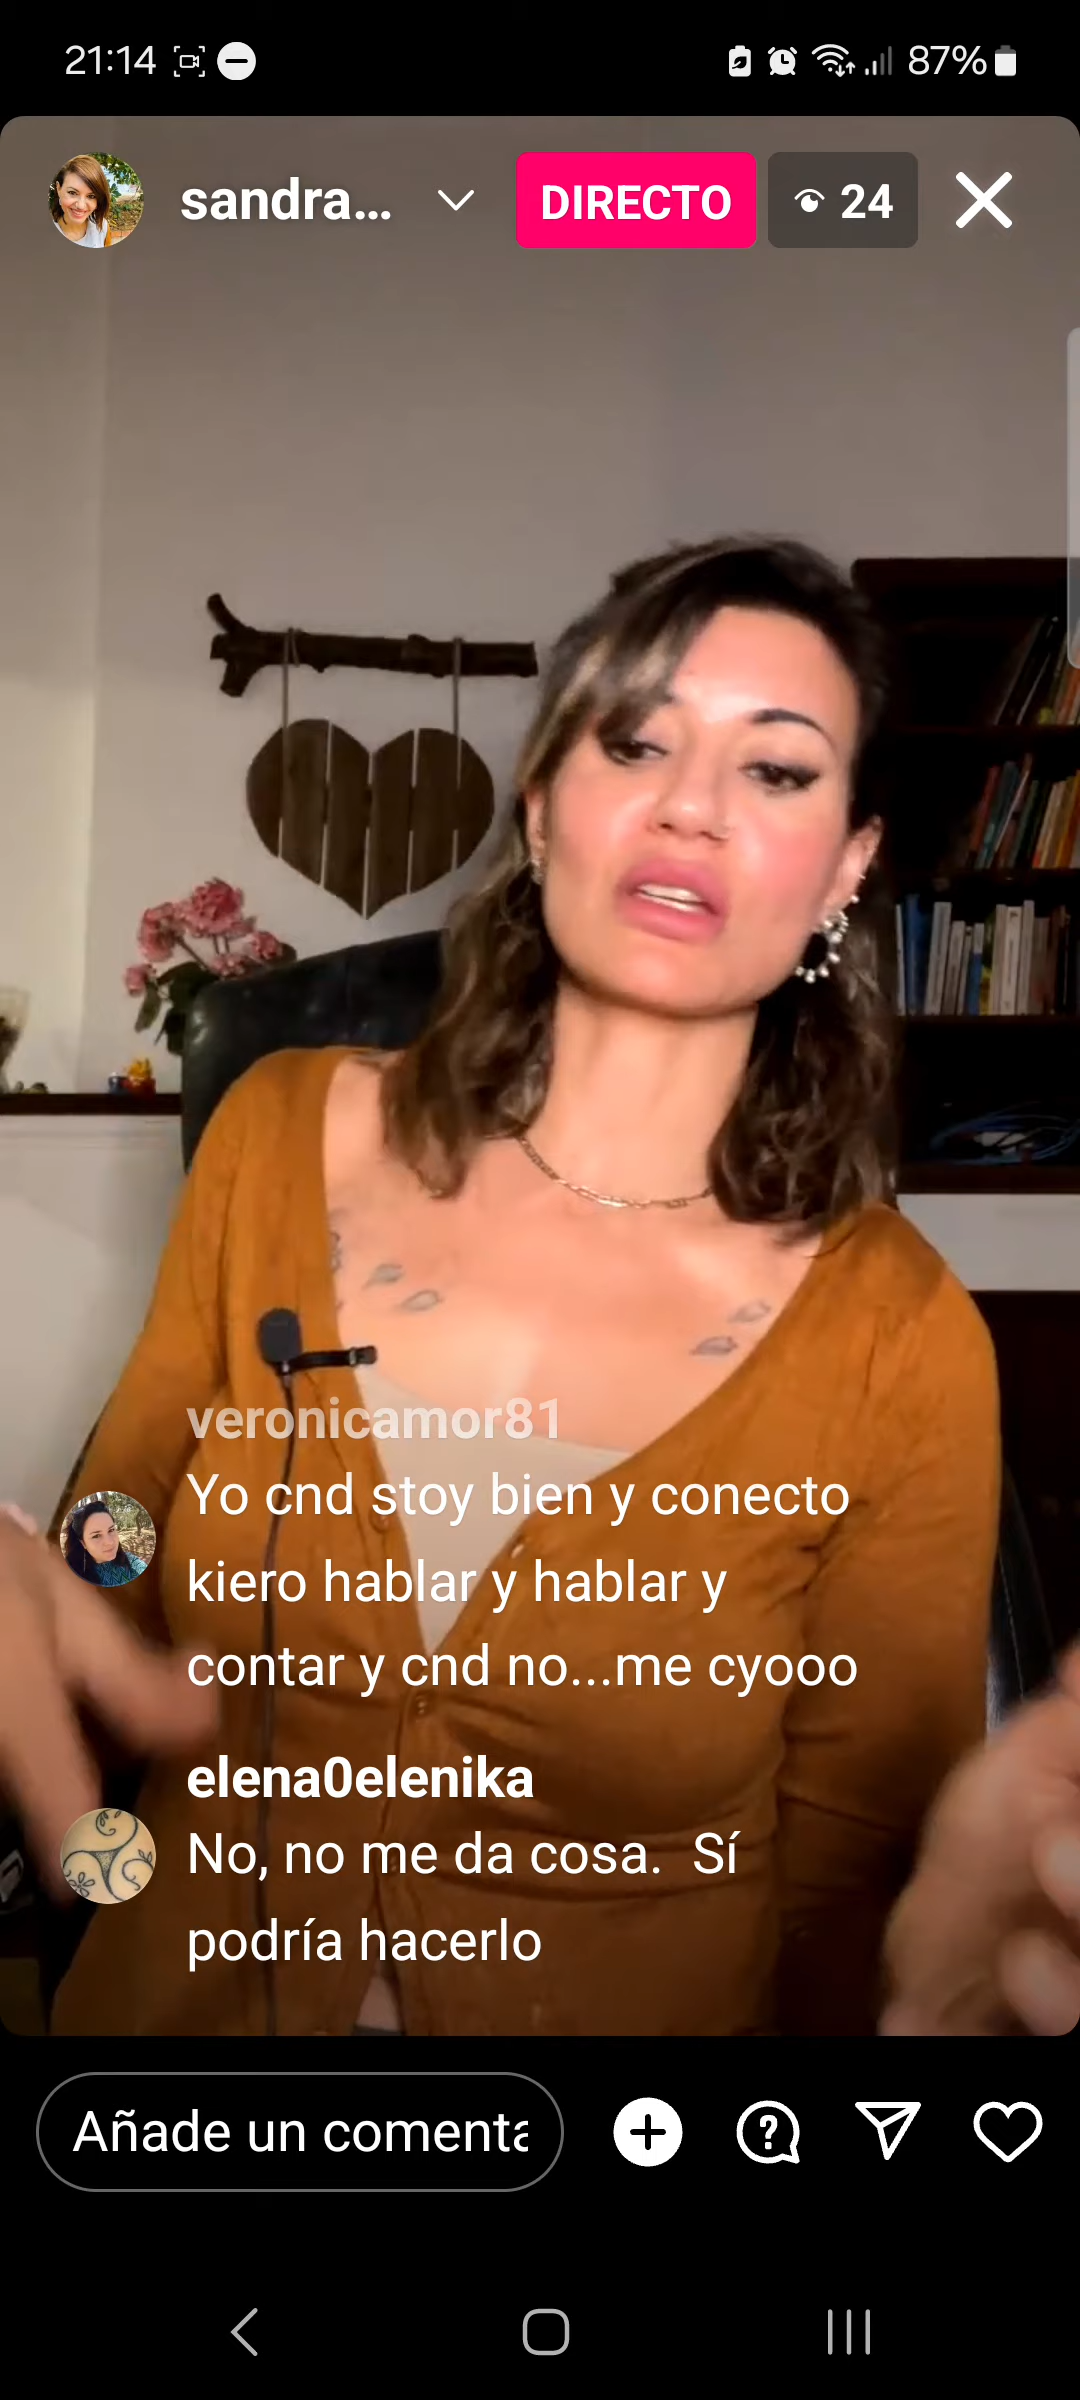 21:14
87%
sandra...
DIRECTO
24
veronicamor81
Yo cnd stoy bien y conecto
kiero hablar y hablar y
contar y cnd no...me cyooo
elena0elenika
No, no me da cosa.  Sí
podría hacerlo
Añade un comenta